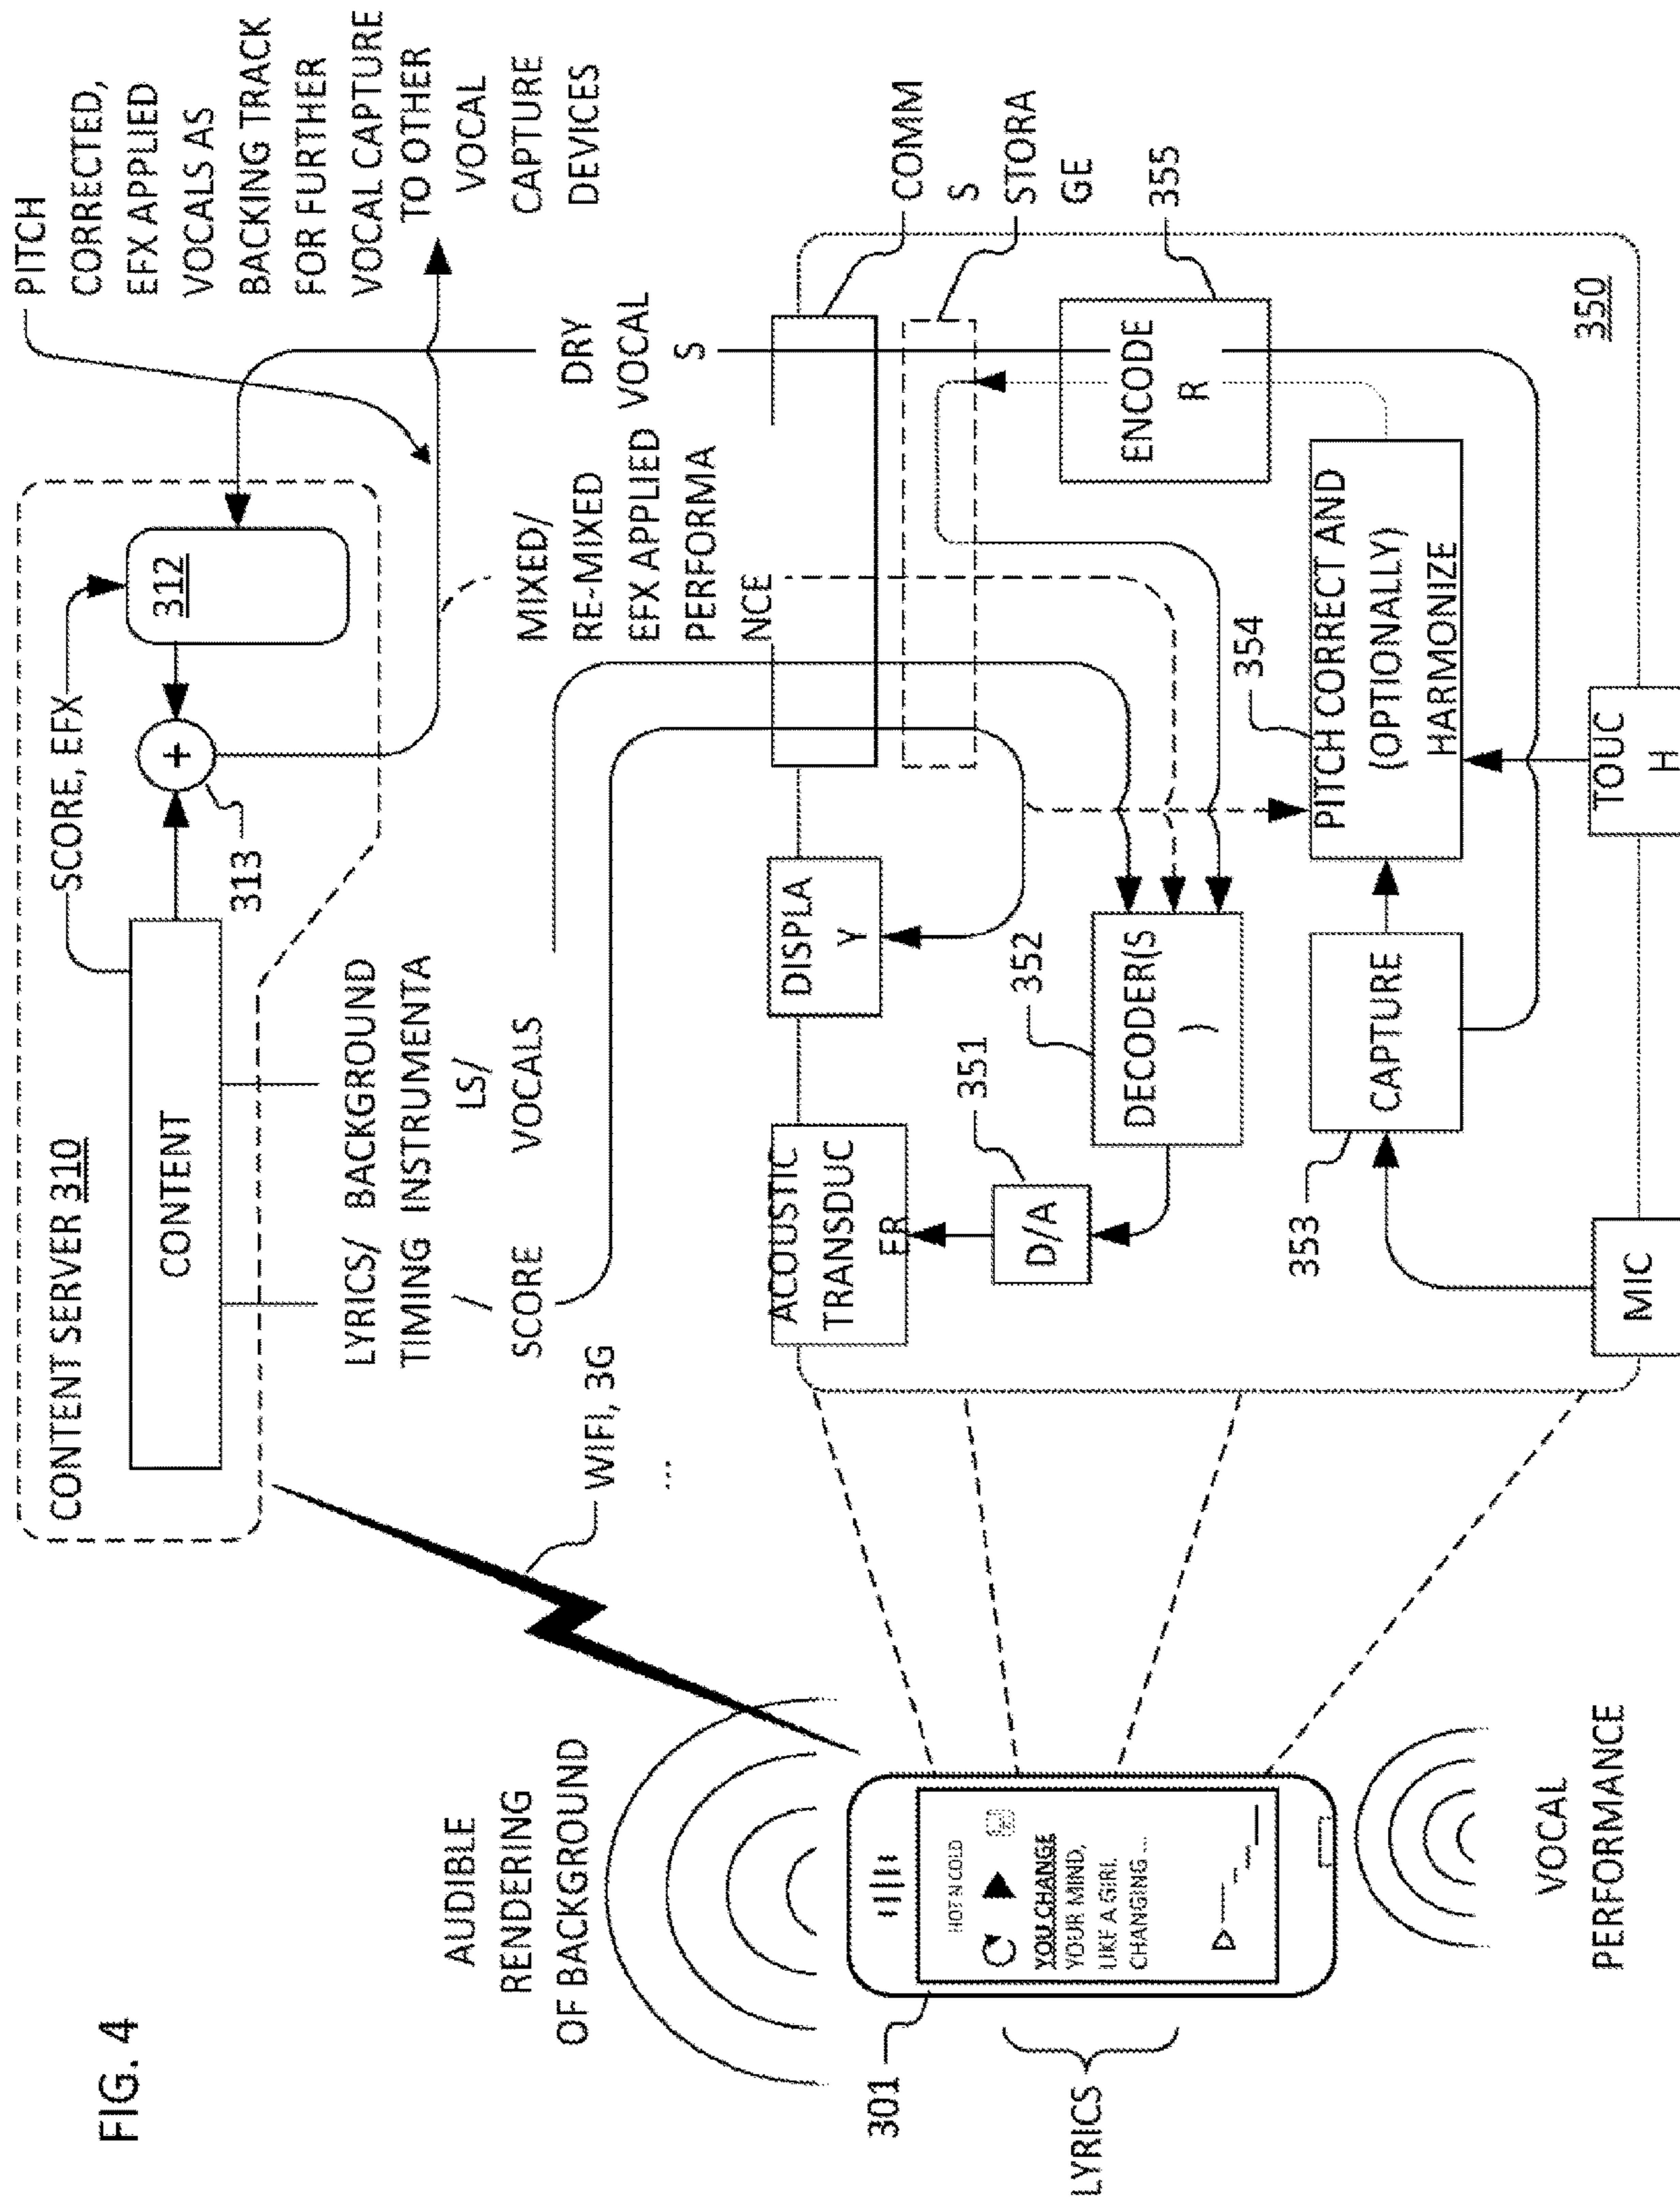 FIG. 4
CONTENT SERVER 310
CONTENT
SCORE, EFX
312
+
313
PITCH
CORRECTED,
EFX APPLIED
VOCALS AS
BACKING TRACK
FOR FURTHER
VOCAL CAPTURE
TO OTHER
VOCAL
CAPTURE
DEVICES
LYRICS/
TIMING
/
SCORE
BACKGROUND
INSTRUMENTA
LS/
VOCALS
MIXED/
RE-MIXED
EFX APPLIED
PERFORMA
NCE
DRY
VOCAL
S
WIFI, 3G
...
AUDIBLE
RENDERING
OF BACKGROUND
301
HOT N COLD
YOU CHANGE
YOUR MIND,
LIKE A GIRL
CHANGING ...
LYRICS
VOCAL
PERFORMANCE
ACOUSTIC
TRANSDUC
ER
DISPLA
Y
COMM
S
STORA
GE
D/A
351
DECODER(S
)
352
ENCODE
R
355
353
CAPTURE
354
PITCH CORRECT AND
(OPTIONALLY)
HARMONIZE
350
MIC
TOUC
H